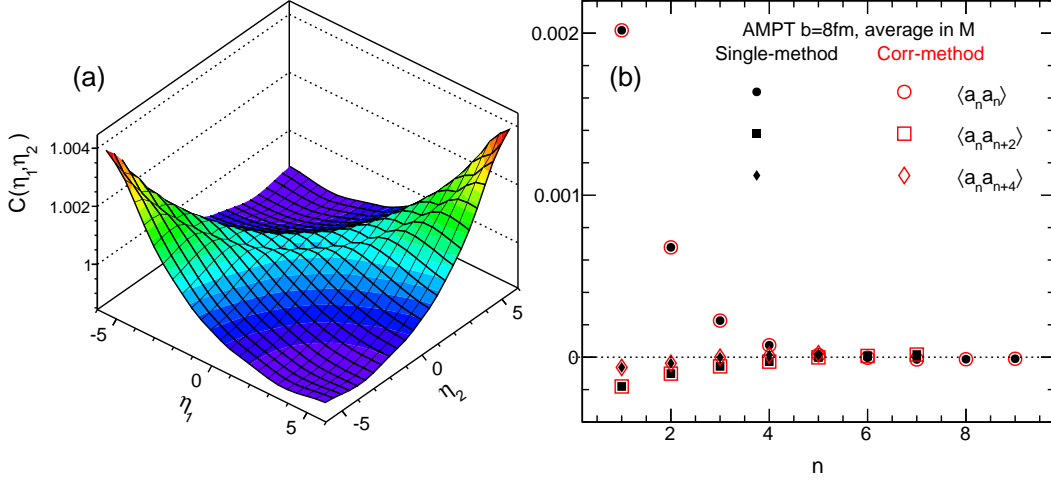 (a)
C(η₁,η₂)
1.004
1.002
1
-5
0
5
η₁
-5
0
5
η₂
(b)
AMPT b=8fm, average in M
Single-method Corr-method
⟨aₙaₙ⟩
⟨aₙaₙ₊₂⟩
⟨aₙaₙ₊₄⟩
0.002
0.001
0
2 4 6 8
n